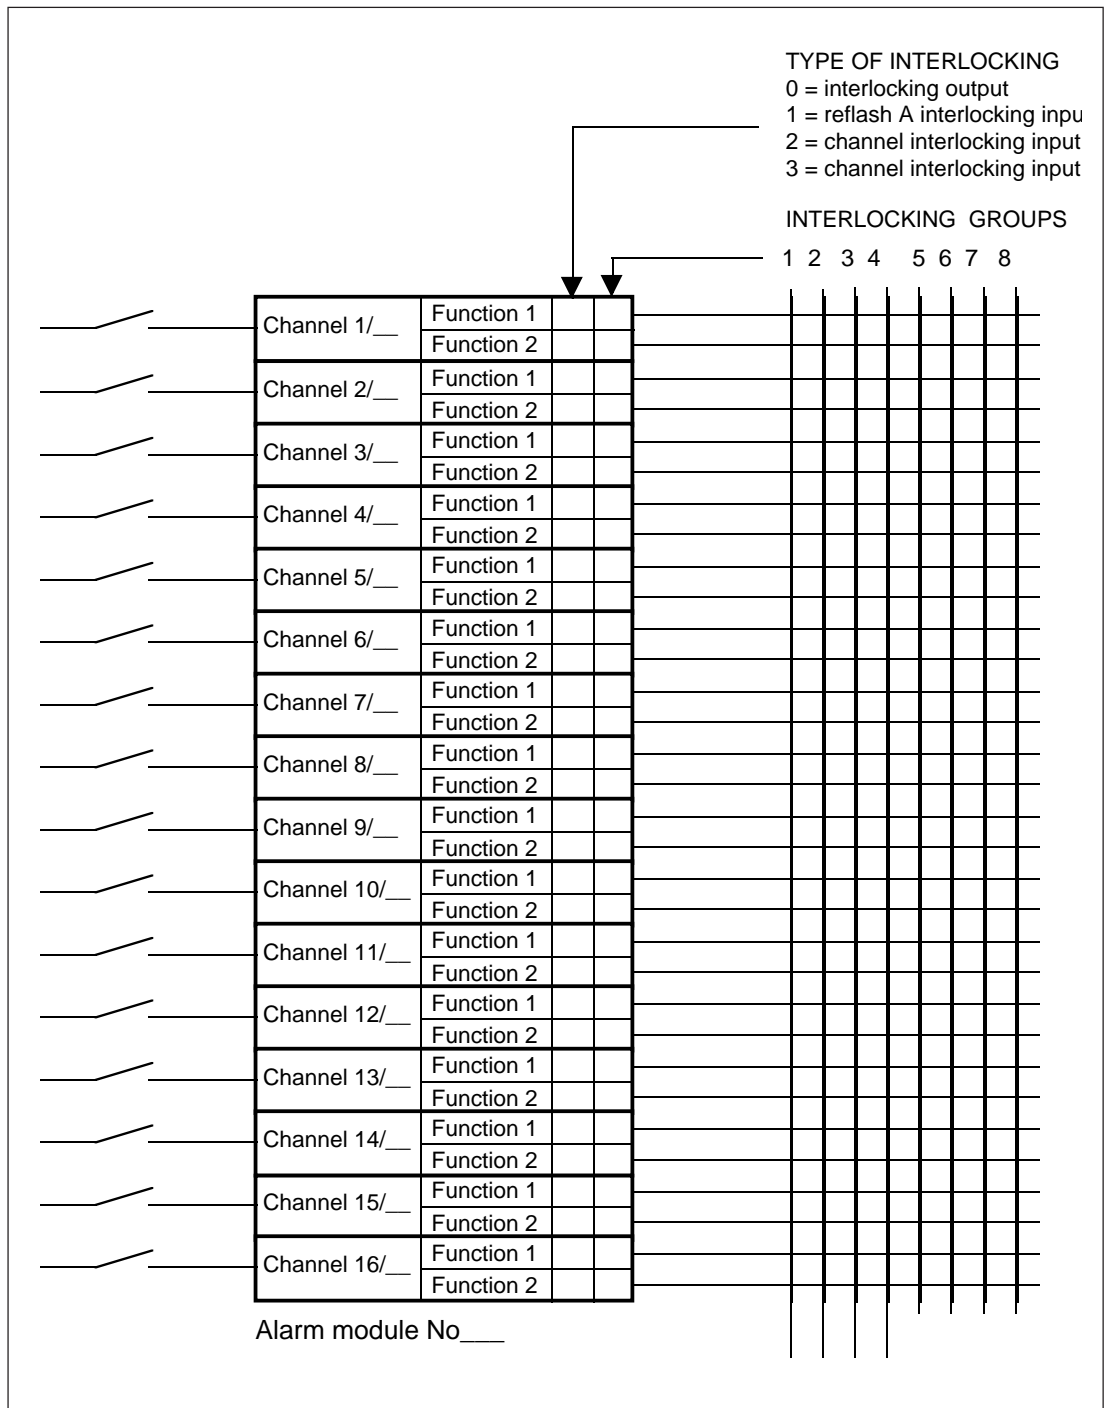 TYPE OF INTERLOCKING
0 = interlocking output
1 = reflash A interlocking inpu
2 = channel interlocking input
3 = channel interlocking input
INTERLOCKING GROUPS
1 2 3 4 5 6 7 8
Channel 1/__ Function 1
Function 2
Channel 2/__ Function 1
Function 2
Channel 3/__ Function 1
Function 2
Channel 4/__ Function 1
Function 2
Channel 5/__ Function 1
Function 2
Channel 6/__ Function 1
Function 2
Channel 7/__ Function 1
Function 2
Channel 8/__ Function 1
Function 2
Channel 9/__ Function 1
Function 2
Channel 10/__ Function 1
Function 2
Channel 11/__ Function 1
Function 2
Channel 12/__ Function 1
Function 2
Channel 13/__ Function 1
Function 2
Channel 14/__ Function 1
Function 2
Channel 15/__ Function 1
Function 2
Channel 16/__ Function 1
Function 2
Alarm module No___